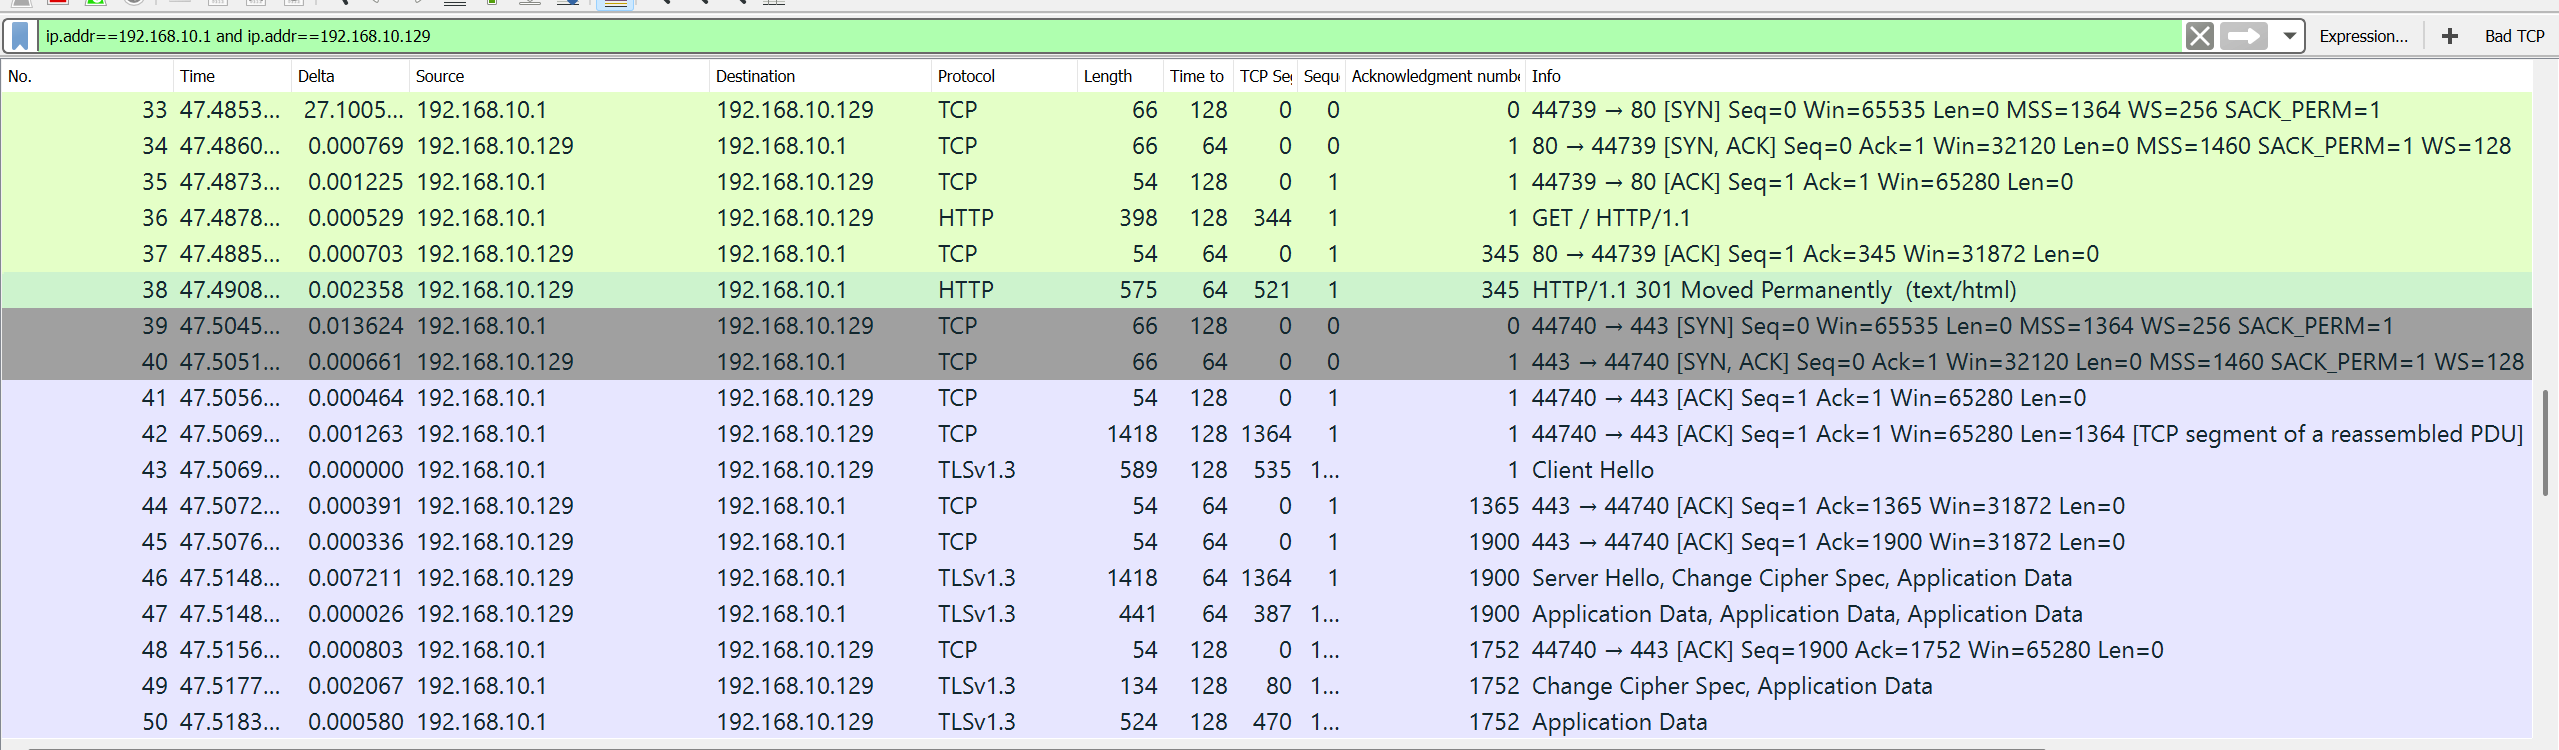 ip.addr==192.168.10.1 and ip.addr==192.168.10.129 Expression... + Bad TCP
No. Time Delta Source Destination Protocol Length Time to TCP Seg Sequ Acknowledgment numbe Info
33 47.4853... 27.1005... 192.168.10.1 192.168.10.129 TCP 66 128 0 0 0 44739 → 80 [SYN] Seq=0 Win=65535 Len=0 MSS=1364 WS=256 SACK_PERM=1
34 47.4860... 0.000769 192.168.10.129 192.168.10.1 TCP 66 64 0 0 1 80 → 44739 [SYN, ACK] Seq=0 Ack=1 Win=32120 Len=0 MSS=1460 SACK_PERM=1 WS=128
35 47.4873... 0.001225 192.168.10.1 192.168.10.129 TCP 54 128 0 1 1 44739 → 80 [ACK] Seq=1 Ack=1 Win=65280 Len=0
36 47.4878... 0.000529 192.168.10.1 192.168.10.129 HTTP 398 128 344 1 1 GET / HTTP/1.1
37 47.4885... 0.000703 192.168.10.129 192.168.10.1 TCP 54 64 0 1 345 80 → 44739 [ACK] Seq=1 Ack=345 Win=31872 Len=0
38 47.4908... 0.002358 192.168.10.129 192.168.10.1 HTTP 575 64 521 1 345 HTTP/1.1 301 Moved Permanently (text/html)
39 47.5045... 0.013624 192.168.10.1 192.168.10.129 TCP 66 128 0 0 0 44740 → 443 [SYN] Seq=0 Win=65535 Len=0 MSS=1364 WS=256 SACK_PERM=1
40 47.5051... 0.000661 192.168.10.129 192.168.10.1 TCP 66 64 0 0 1 443 → 44740 [SYN, ACK] Seq=0 Ack=1 Win=32120 Len=0 MSS=1460 SACK_PERM=1 WS=128
41 47.5056... 0.000464 192.168.10.1 192.168.10.129 TCP 54 128 0 1 1 44740 → 443 [ACK] Seq=1 Ack=1 Win=65280 Len=0
42 47.5069... 0.001263 192.168.10.1 192.168.10.129 TCP 1418 128 1364 1 1 44740 → 443 [ACK] Seq=1 Ack=1 Win=65280 Len=1364 [TCP segment of a reassembled PDU]
43 47.5069... 0.000000 192.168.10.1 192.168.10.129 TLSv1.3 589 128 535 1... 1 Client Hello
44 47.5072... 0.000391 192.168.10.129 192.168.10.1 TCP 54 64 0 1 1365 443 → 44740 [ACK] Seq=1 Ack=1365 Win=31872 Len=0
45 47.5076... 0.000336 192.168.10.129 192.168.10.1 TCP 54 64 0 1 1900 443 → 44740 [ACK] Seq=1 Ack=1900 Win=31872 Len=0
46 47.5148... 0.007211 192.168.10.129 192.168.10.1 TLSv1.3 1418 64 1364 1 1900 Server Hello, Change Cipher Spec, Application Data
47 47.5148... 0.000026 192.168.10.129 192.168.10.1 TLSv1.3 441 64 387 1... 1900 Application Data, Application Data, Application Data
48 47.5156... 0.000803 192.168.10.1 192.168.10.129 TCP 54 128 0 1... 1752 44740 → 443 [ACK] Seq=1900 Ack=1752 Win=65280 Len=0
49 47.5177... 0.002067 192.168.10.1 192.168.10.129 TLSv1.3 134 128 80 1... 1752 Change Cipher Spec, Application Data
50 47.5183... 0.000580 192.168.10.1 192.168.10.129 TLSv1.3 524 128 470 1... 1752 Application Data